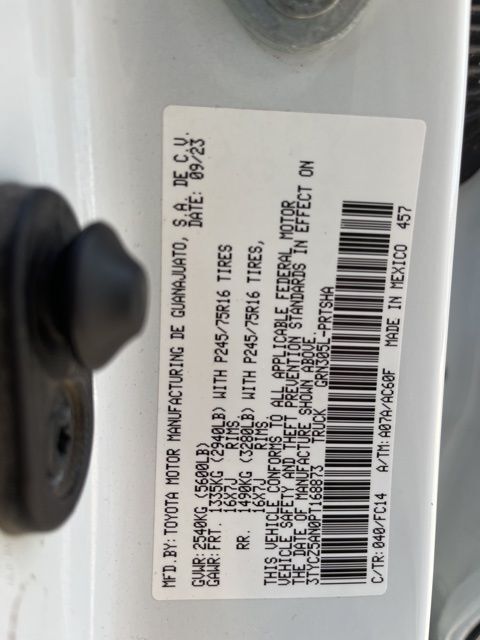 MFD.BY: TOYOTA MOTOR MANUFACTURING DE GUANAJUATO, S.A. DE C.V.
DATE: 09/23
GVWR: 2540KG (5600LB)
GAWR: FRT. 1335KG (2940LB) WITH P245/75R16 TIRES
16X7J RIMS
RR. 1490KG (3280LB) WITH P245/75R16 TIRES,
16X7J RIMS
THIS VEHICLE CONFORMS TO ALL APPLICABLE FEDERAL MOTOR
VEHICLE SAFETY AND THEFT PREVENTION STANDARDS IN EFFECT ON
THE DATE OF MANUFACTURE SHOWN ABOVE.
3TYCZ5AN0PT168873 TRUCK GRN305L-PRTSHA
C/TR: 040/FC14 A/TM: A07A/AC60F MADE IN MEXICO 457